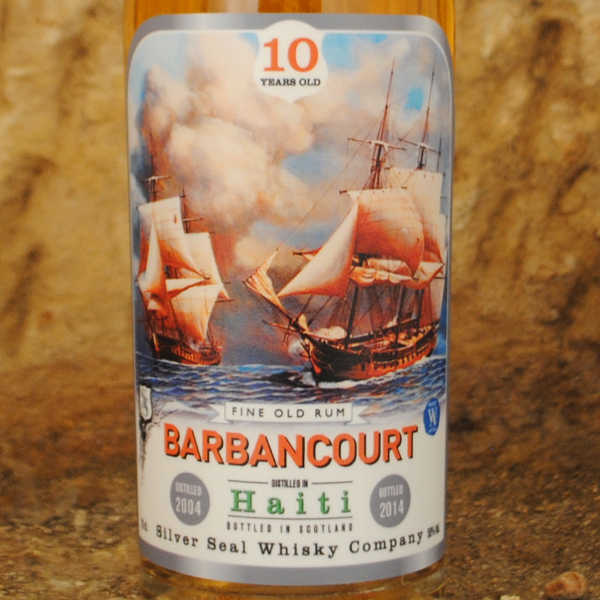 10
YEARS OLD
FINE OLD RUM
W
BARBANCOURT
DISTILLED
2004
DISTILLED IN
Haiti
BOTTLED IN SCOTLAND
BOTTLED
2014
Silver Seal Whisky Company